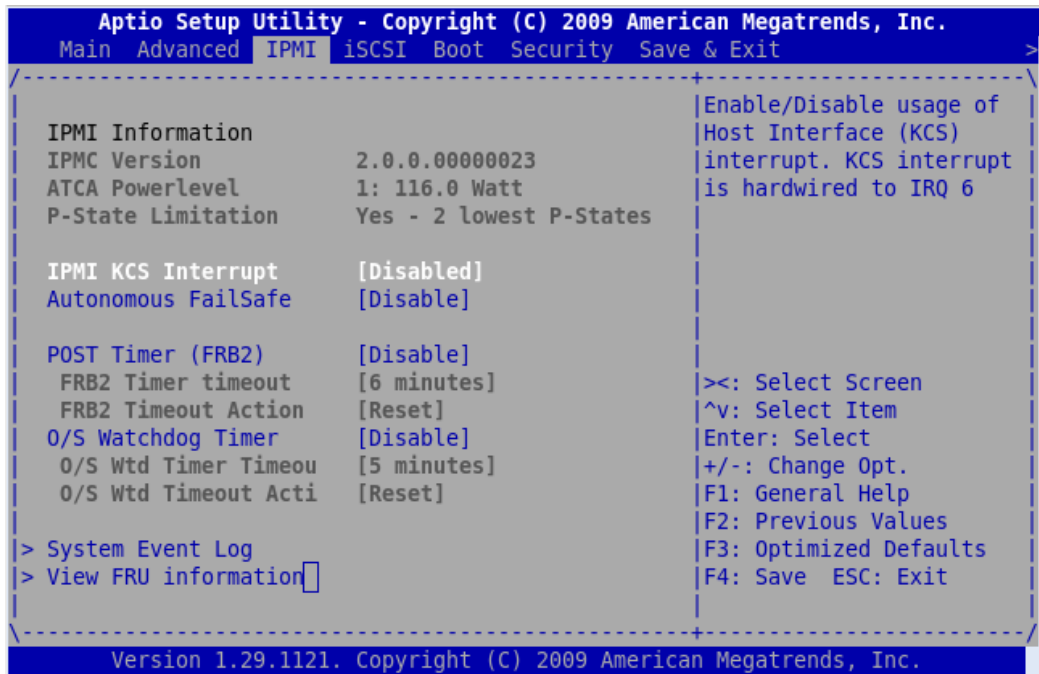 Aptio Setup Utility - Copyright (C) 2009 American Megatrends, Inc.
Main Advanced IPMI iSCSI Boot Security Save & Exit >
/----------------------------------------------------+-------------------------\
Enable/Disable usage of
IPMI Information Host Interface (KCS)
IPMC Version 2.0.0.00000023 interrupt. KCS interrupt
ATCA Powerlevel 1: 116.0 Watt is hardwired to IRQ 6
P-State Limitation Yes - 2 lowest P-States
IPMI KCS Interrupt [Disabled]
Autonomous FailSafe [Disable]
POST Timer (FRB2) [Disable]
FRB2 Timer timeout [6 minutes] ><: Select Screen
FRB2 Timeout Action [Reset] ^v: Select Item
O/S Watchdog Timer [Disable] Enter: Select
O/S Wtd Timer Timeou [5 minutes] +/-: Change Opt.
O/S Wtd Timeout Acti [Reset] F1: General Help
F2: Previous Values
> System Event Log F3: Optimized Defaults
> View FRU information F4: Save ESC: Exit
\----------------------------------------------------+-------------------------/
Version 1.29.1121. Copyright (C) 2009 American Megatrends, Inc.